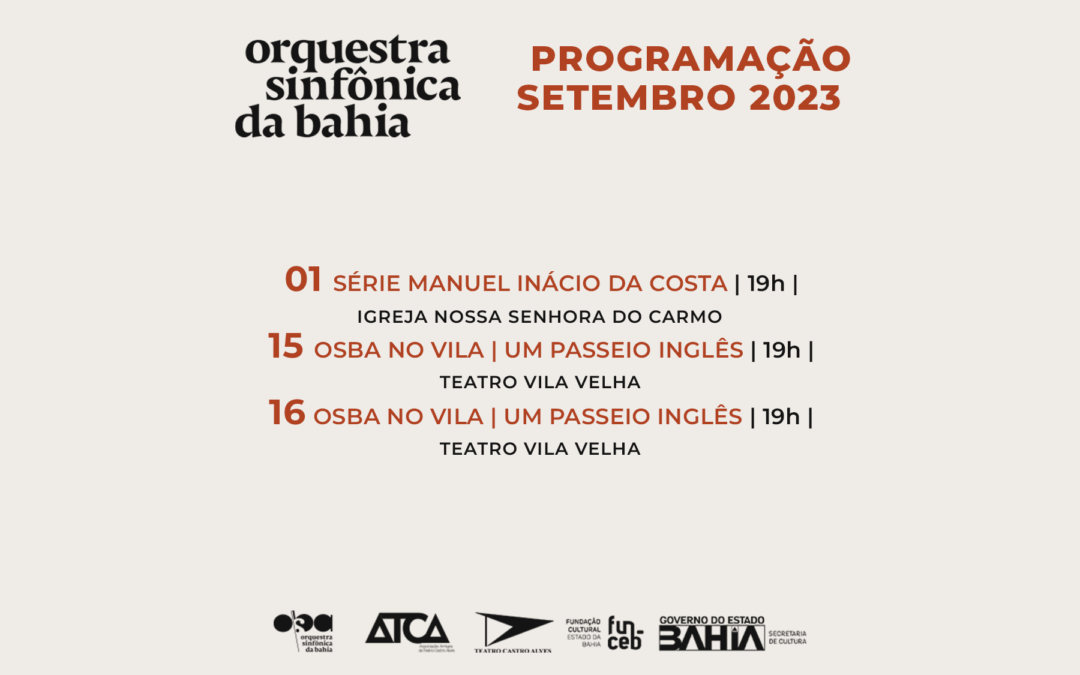 orquestra
sinfônica
da bahia
PROGRAMAÇÃO
SETEMBRO 2023
01 SÉRIE MANUEL INÁCIO DA COSTA | 19h |
IGREJA NOSSA SENHORA DO CARMO
15 OSBA NO VILA | UM PASSEIO INGLÊS | 19h |
TEATRO VILA VELHA
16 OSBA NO VILA | UM PASSEIO INGLÊS | 19h |
TEATRO VILA VELHA
orquestra
sinfônica
da bahia
ATCA
TEATRO CASTRO ALVES
FUNDAÇÃO
CULTURAL
ESTADO DA
BAHIA
fun_
ceb
GOVERNO DO ESTADO
BAHIA
SECRETARIA
DE CULTURA